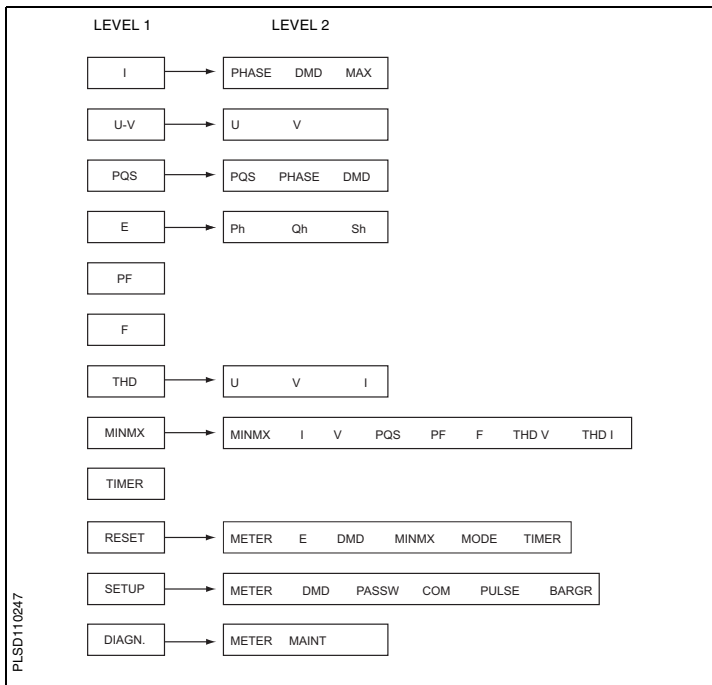 LEVEL 1 LEVEL 2
I PHASE DMD MAX
U-V U V
PQS PQS PHASE DMD
E Ph Qh Sh
PF
F
THD U V I
MINMX MINMX I V PQS PF F THD V THD I
TIMER
RESET METER E DMD MINMX MODE TIMER
SETUP METER DMD PASSW COM PULSE BARGR
DIAGN. METER MAINT
PLSD110247